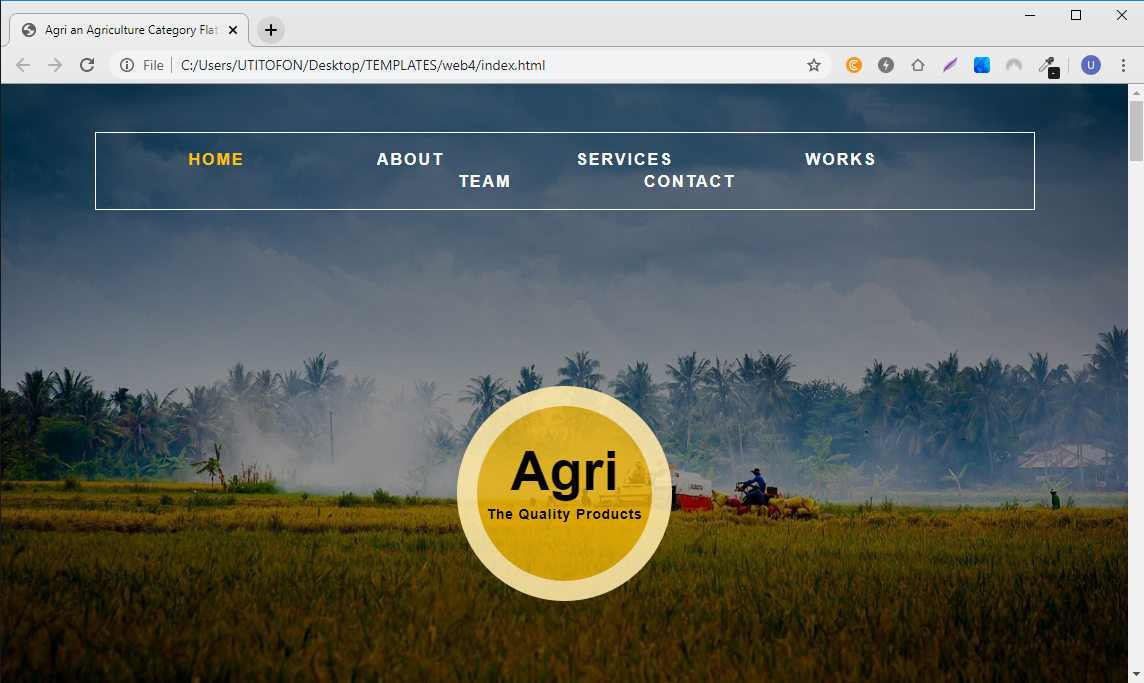 Agri an Agriculture Category Flat
File
C:/Users/UTITOFON/Desktop/TEMPLATES/web4/index.html
U
HOME ABOUT SERVICES WORKS
TEAM CONTACT
Agri
The Quality Products